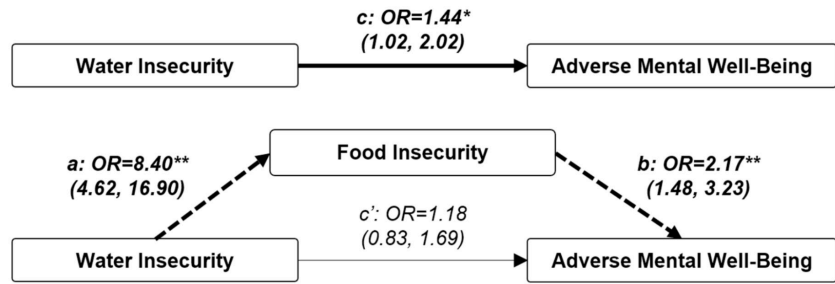 c: OR=1.44*
(1.02, 2.02)
Water Insecurity
Adverse Mental Well-Being
Food Insecurity
a: OR=8.40**
(4.62, 16.90)
b: OR=2.17**
(1.48, 3.23)
c’: OR=1.18
(0.83, 1.69)
Water Insecurity
Adverse Mental Well-Being